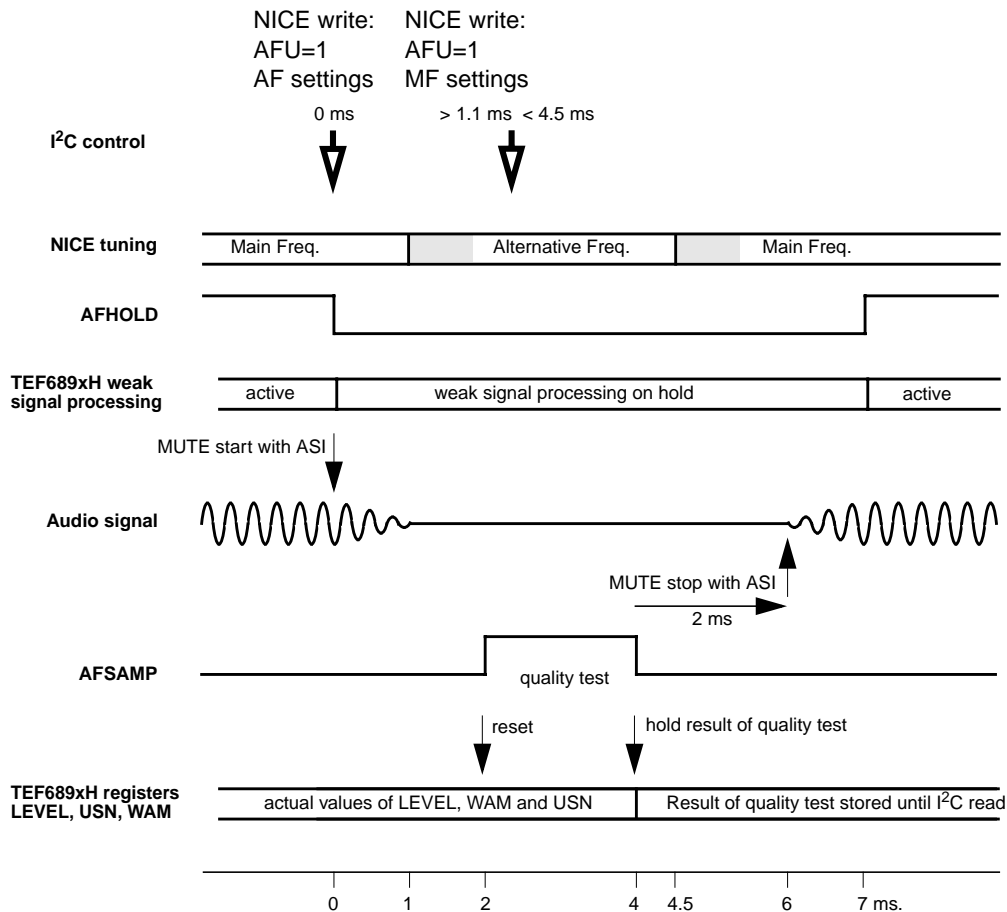 NICE write: NICE write:
AFU=1 AFU=1
AF settings MF settings
0 ms > 1.1 ms < 4.5 ms
I²C control
NICE tuning Main Freq. Alternative Freq. Main Freq.
AFHOLD
TEF689xH weak
signal processing
active weak signal processing on hold active
MUTE start with ASI
Audio signal
MUTE stop with ASI
2 ms
AFSAMP
quality test
reset hold result of quality test
TEF689xH registers
LEVEL, USN, WAM
actual values of LEVEL, WAM and USN Result of quality test stored until I²C read
0 1 2 4 4.5 6 7 ms.